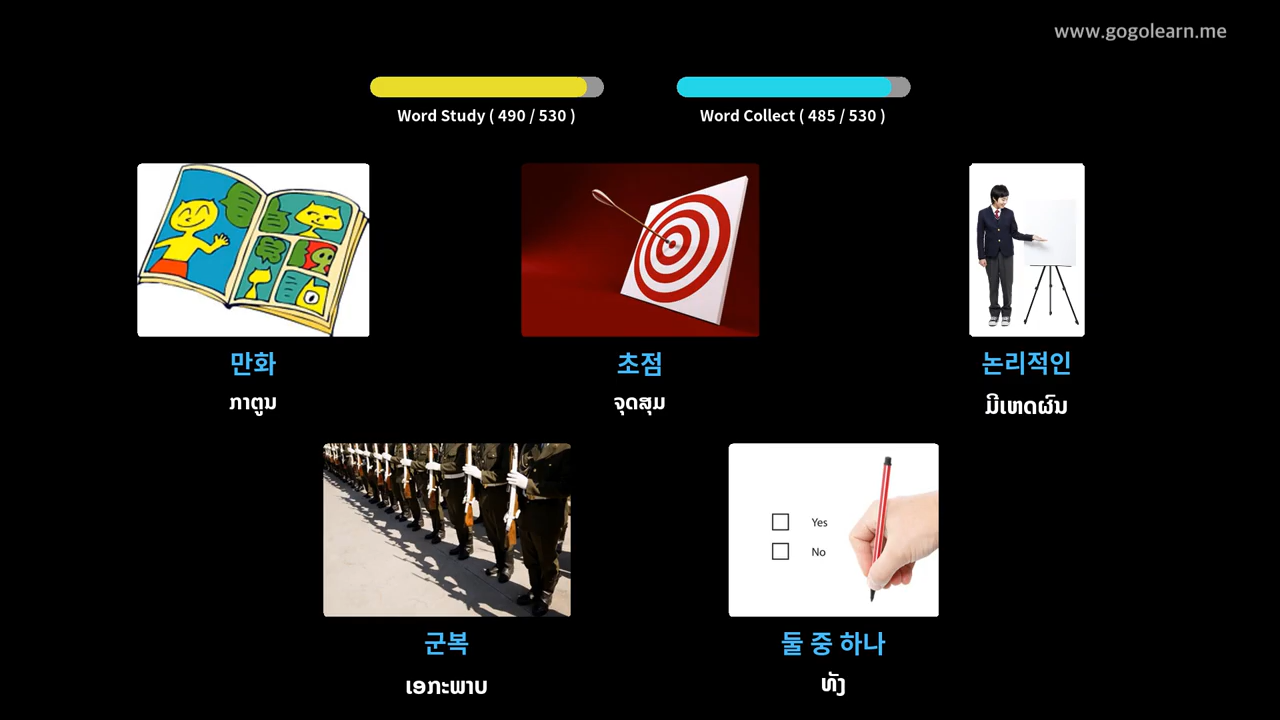 www.gogolearn.me
Word Study ( 490 / 530 )
Word Collect ( 485 / 530 )
만화
ກາຕູນ
초점
ຈຸດສຸມ
논리적인
ມີເຫດຜົນ
군복
ເອກະພາບ
Yes
No
둘 중 하나
ທັງ